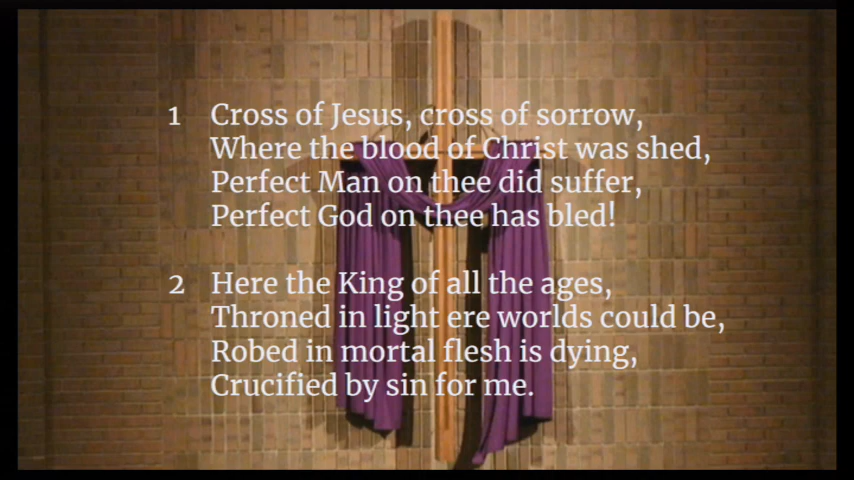 1 Cross of Jesus, cross of sorrow,
Where the blood of Christ was shed,
Perfect Man on thee did suffer,
Perfect God on thee has bled!
2 Here the King of all the ages,
Throned in light ere worlds could be,
Robed in mortal flesh is dying,
Crucified by sin for me.